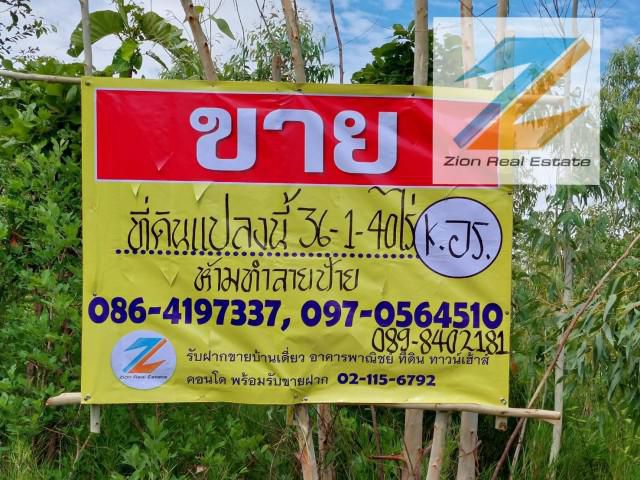 ขาย
Zion Real Estate
ที่ดินแปลงนี้ 36-1-40ไร่
k.อร.
ห้ามทำลายป้าย
086-4197337, 097-0564510
089-8402181
Zion Real Estate
รับฝากขายบ้านเดี่ยว อาคารพาณิชย์ ที่ดิน ทาวน์เฮ้าส์
คอนโด พร้อมรับขายฝาก 02-115-6792